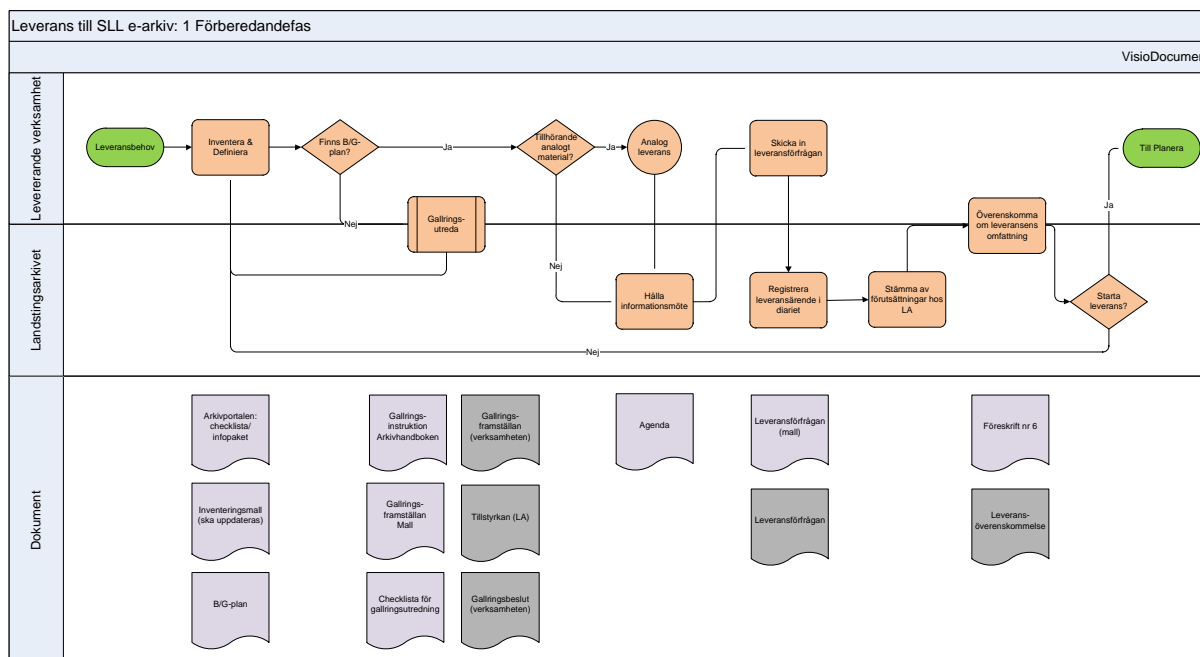 Leverans till SLL e-arkiv: 1 Förberedandefas
VisioDocumen
Levererande verksamhet
Leveransbehov
Inventera &
Definiera
Finns B/G-
plan?
Ja
Nej
Gallrings-
utreda
Tillhörande
analogt
material?
Ja
Nej
Analog
leverans
Skicka in
leveransförfrågan
Till Planera
Ja
Överenskomma
om leveransens
omfattning
Landstingsarkivet
Hålla
informationsmöte
Registrera
leveransärende i
diariet
Stämma av
förutsättningar hos
LA
Starta
leverans?
Nej
Dokument
Arkivportalen:
checklista/
infopaket
Gallrings-
instruktion
Arkivhandboken
Gallrings-
framställan
(verksamheten)
Agenda
Leveransförfrågan
(mall)
Föreskrift nr 6
Inventeringsmall
(ska uppdateras)
Gallrings-
framställan
Mall
Tillstyrkan (LA)
Leveransförfrågan
Leverans-
överenskommelse
B/G-plan
Checklista för
gallringsutredning
Gallringsbeslut
(verksamheten)